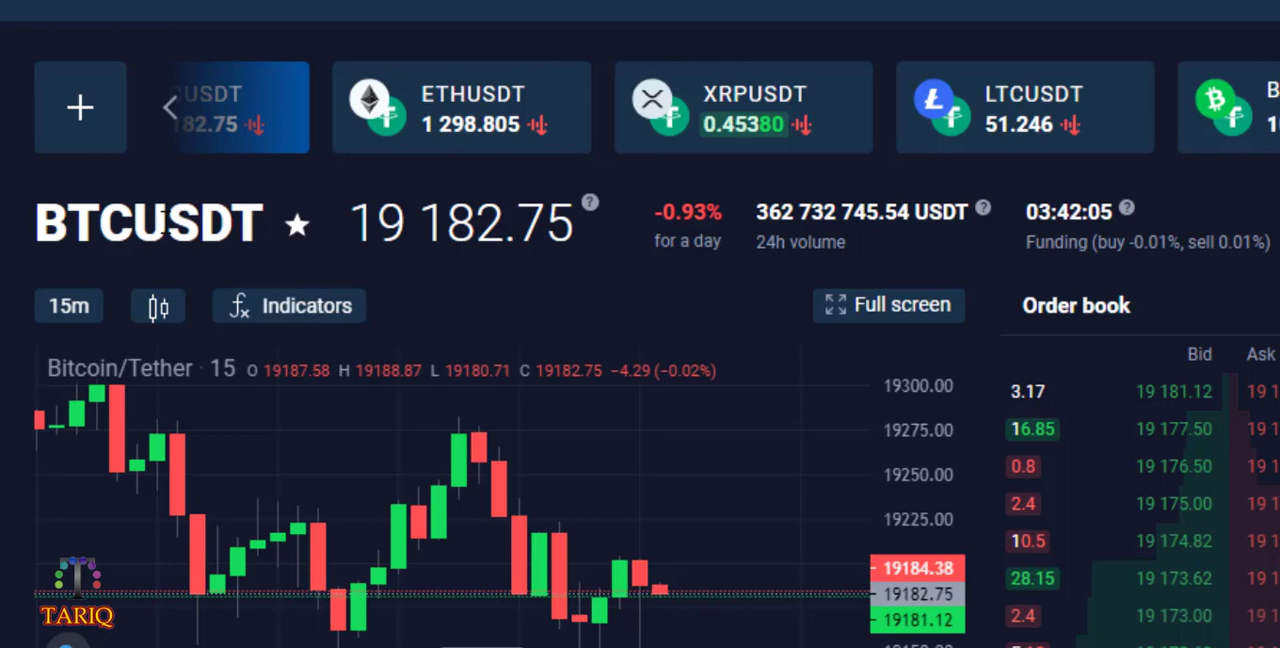 USDT
182.75
ETHUSDT
1 298.805
XRPUSDT
0.45380
LTCUSDT
51.246
BTCUSDT ★ 19 182.75 ?
-0.93%
for a day
362 732 745.54 USDT ?
24h volume
03:42:05 ?
Funding (buy -0.01%, sell 0.01%)
15m
fx Indicators
Full screen
Order book
Bitcoin/Tether · 15 O 19187.58 H 19188.87 L 19180.71 C 19182.75 −4.29 (−0.02%)
Bid Ask
19300.00
19275.00
19250.00
19225.00
19184.38
19182.75
19181.12
3.17 19 181.12
16.85 19 177.50
0.8 19 176.50
2.4 19 175.00
10.5 19 174.82
28.15 19 173.62
2.4 19 173.00
TARIQ